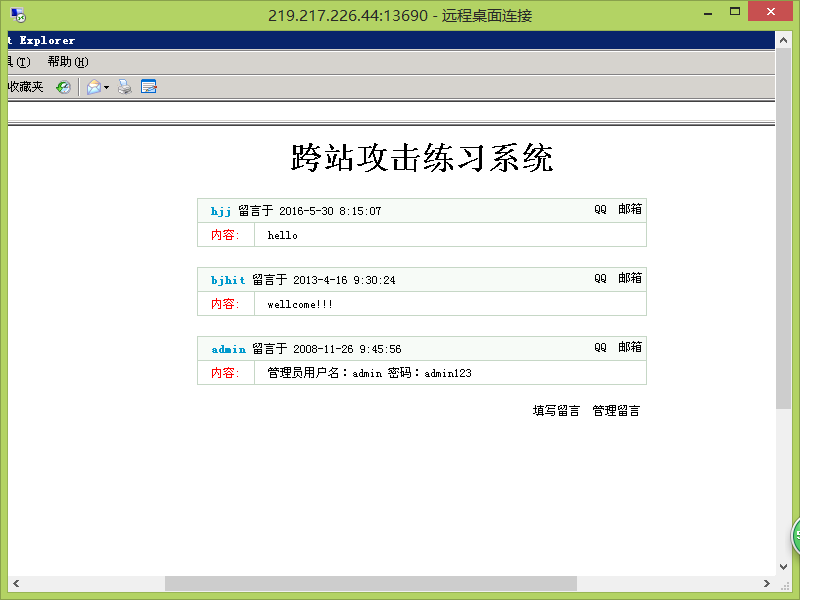 219.217.226.44:13690 - 远程桌面连接
t Explorer
具(T) 帮助(H)
收藏夹
跨站攻击练习系统
hjj 留言于 2016-5-30 8:15:07 QQ 邮箱
内容: hello
bjhit 留言于 2013-4-16 9:30:24 QQ 邮箱
内容: wellcome!!!
admin 留言于 2008-11-26 9:45:56 QQ 邮箱
内容: 管理员用户名：admin 密码：admin123
填写留言 管理留言